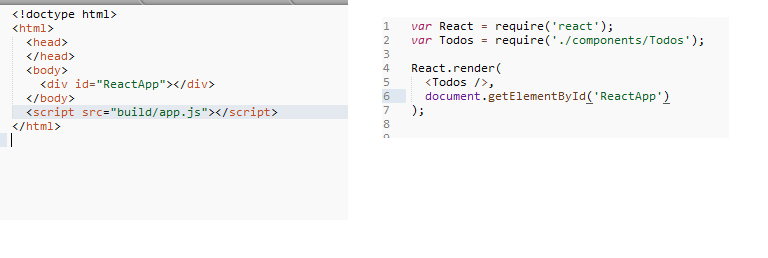 <!doctype html>
<html>
<head>
</head>
<body>
<div id="ReactApp"></div>
</body>
<script src="build/app.js"></script>
</html>
1 var React = require('react');
2 var Todos = require('./components/Todos');
3
4 React.render(
5 <Todos />,
6 document.getElementById('ReactApp')
7 );
8
9